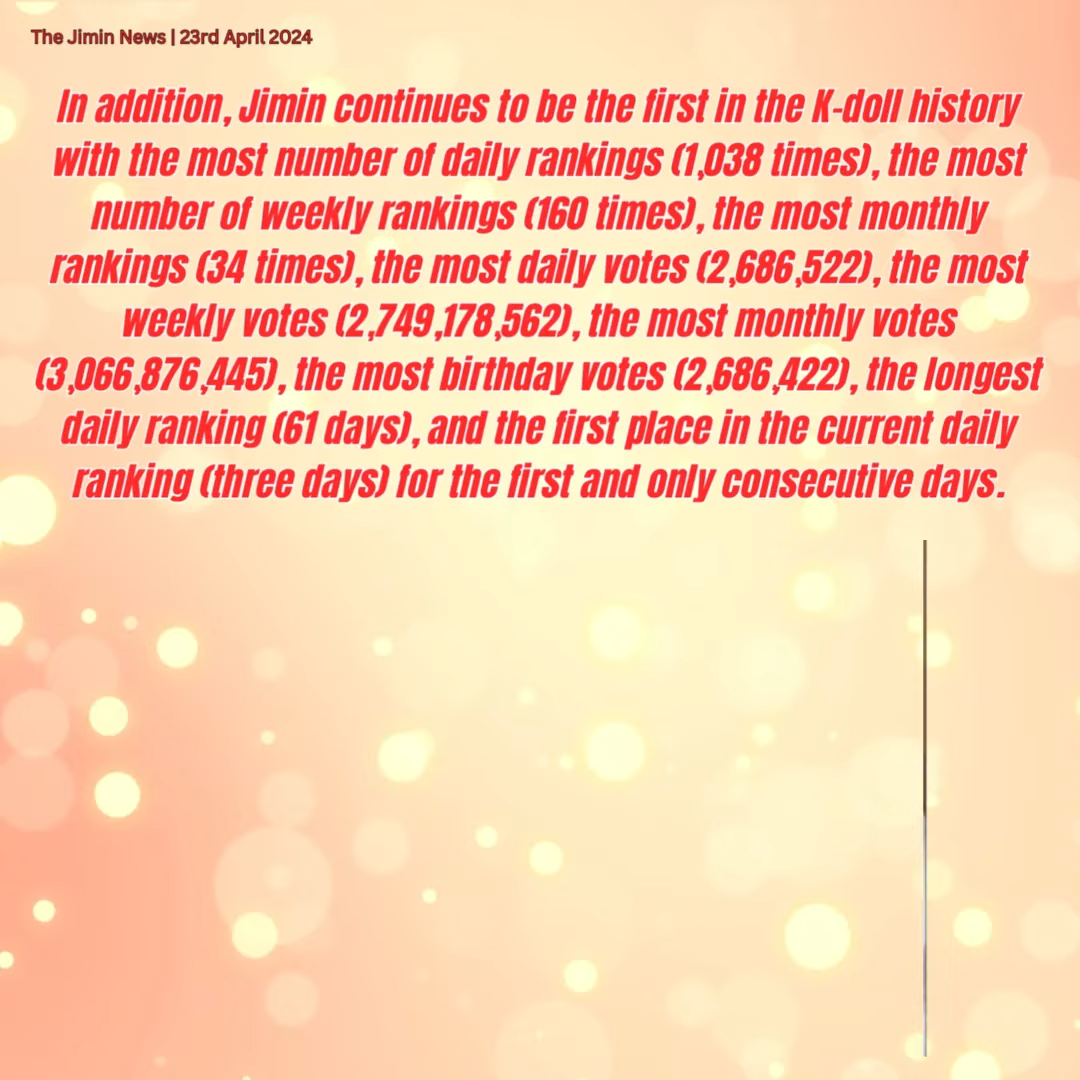 The Jimin News | 23rd April 2024
In addition, Jimin continues to be the first in the K-doll history
with the most number of daily rankings (1,038 times), the most
number of weekly rankings (160 times), the most monthly
rankings (34 times), the most daily votes (2,686,522), the most
weekly votes (2,749,178,562), the most monthly votes
(3,066,876,445), the most birthday votes (2,686,422), the longest
daily ranking (61 days), and the first place in the current daily
ranking (three days) for the first and only consecutive days.